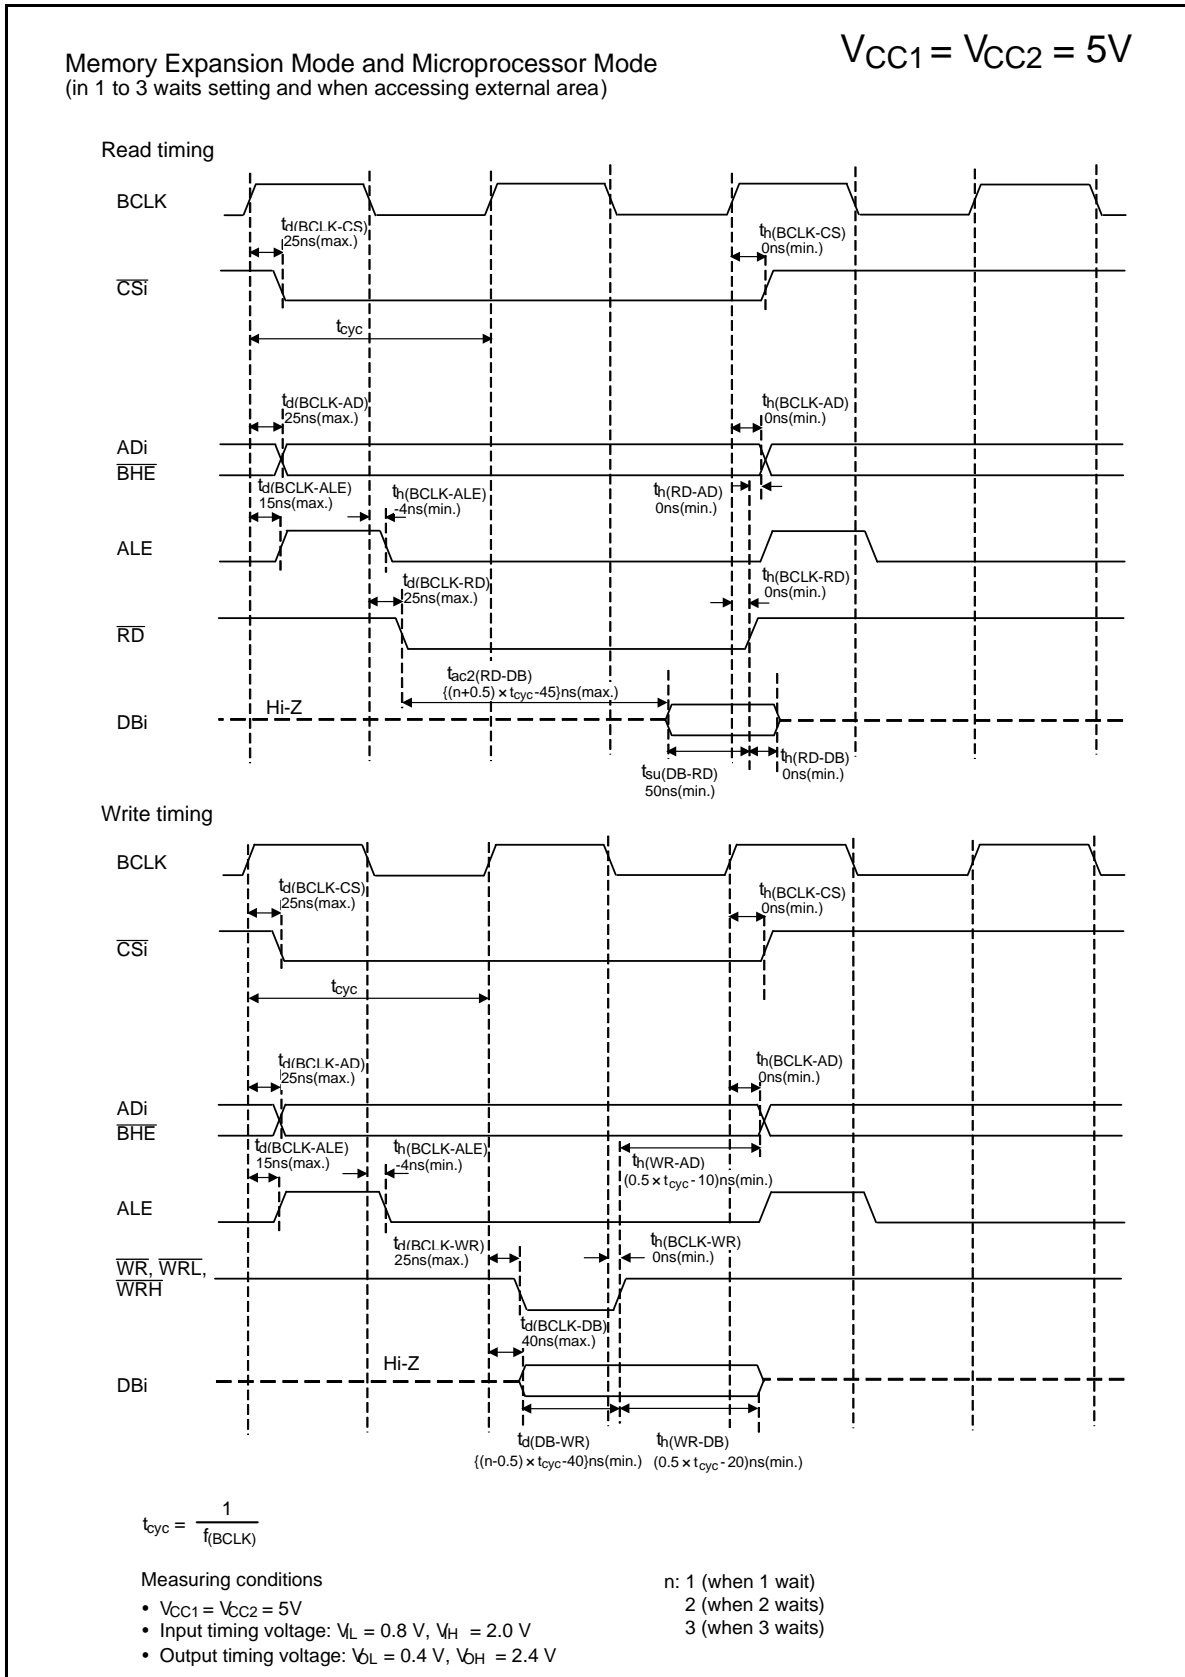 VCC1 = VCC2 = 5V
Memory Expansion Mode and Microprocessor Mode
(in 1 to 3 waits setting and when accessing external area)
Read timing
BCLK
td(BCLK-CS)
25ns(max.)
th(BCLK-CS)
0ns(min.)
CSi
tcyc
td(BCLK-AD)
25ns(max.)
th(BCLK-AD)
0ns(min.)
ADi
BHE
td(BCLK-ALE)
15ns(max.)
th(BCLK-ALE)
-4ns(min.)
th(RD-AD)
0ns(min.)
ALE
td(BCLK-RD)
25ns(max.)
th(BCLK-RD)
0ns(min.)
RD
tac2(RD-DB)
{(n+0.5) × tcyc-45}ns(max.)
Hi-Z
DBi
tsu(DB-RD)
50ns(min.)
th(RD-DB)
0ns(min.)
Write timing
BCLK
td(BCLK-CS)
25ns(max.)
th(BCLK-CS)
0ns(min.)
CSi
tcyc
td(BCLK-AD)
25ns(max.)
th(BCLK-AD)
0ns(min.)
ADi
BHE
td(BCLK-ALE)
15ns(max.)
th(BCLK-ALE)
-4ns(min.)
th(WR-AD)
(0.5 × tcyc-10)ns(min.)
ALE
td(BCLK-WR)
25ns(max.)
th(BCLK-WR)
0ns(min.)
WR, WRL,
WRH
td(BCLK-DB)
40ns(max.)
Hi-Z
DBi
td(DB-WR)
{(n-0.5) × tcyc-40}ns(min.)
th(WR-DB)
(0.5 × tcyc-20)ns(min.)
tcyc = 1
f(BCLK)
Measuring conditions
• VCC1 = VCC2 = 5V
• Input timing voltage: VIL = 0.8 V, VIH = 2.0 V
• Output timing voltage: VOL = 0.4 V, VOH = 2.4 V
n: 1 (when 1 wait)
2 (when 2 waits)
3 (when 3 waits)